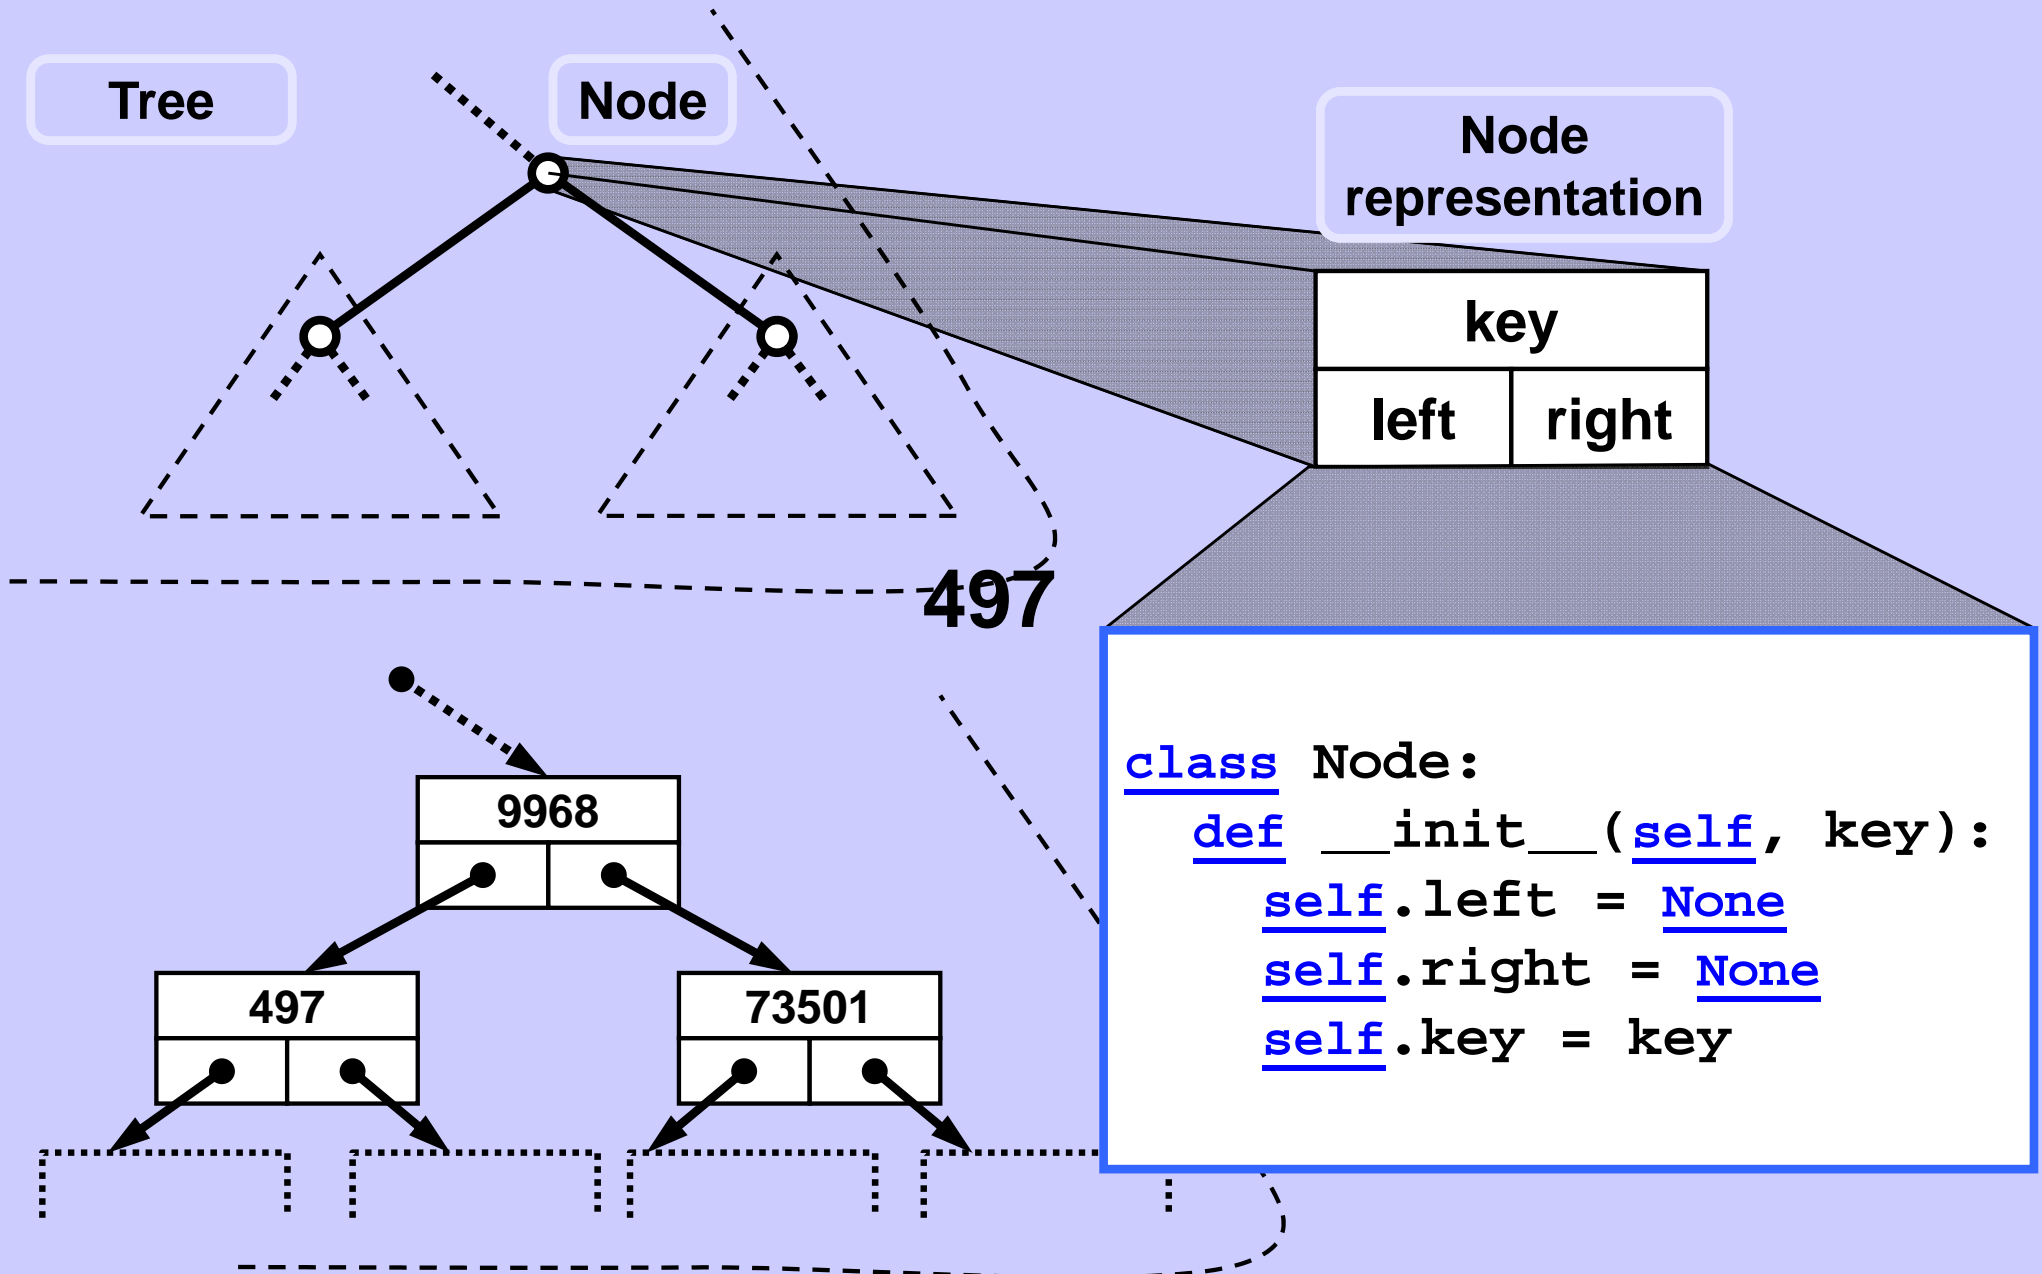 Tree
Node
Node
representation
key
left right
497
9968
497
73501
class Node:
  def __init__(self, key):
    self.left = None
    self.right = None
    self.key = key